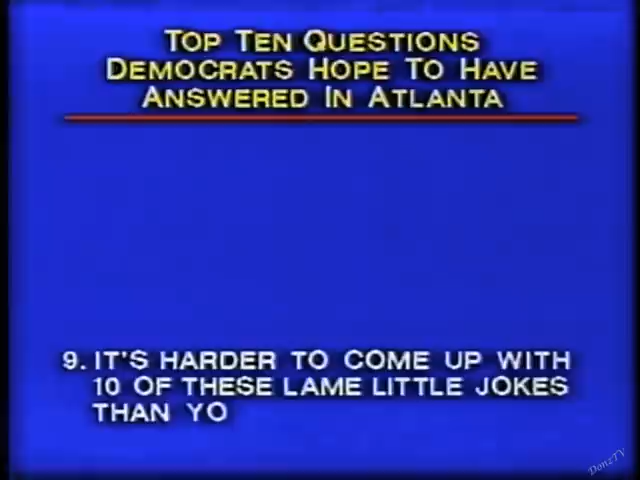 TOP TEN QUESTIONS
DEMOCRATS HOPE TO HAVE
ANSWERED IN ATLANTA
9. IT'S HARDER TO COME UP WITH
10 OF THESE LAME LITTLE JOKES
THAN YO
DonzTV